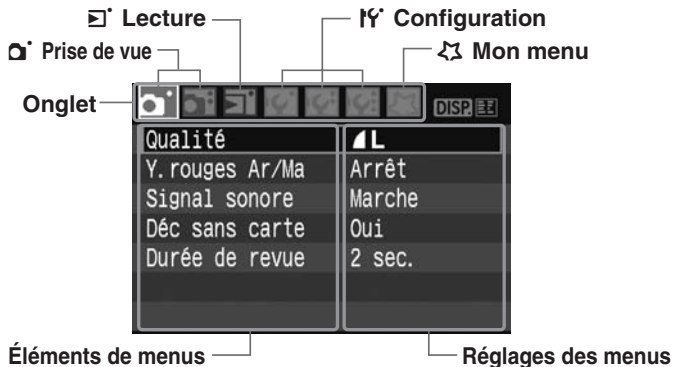 Lecture
Configuration
Prise de vue
Mon menu
Onglet
DISP.
Qualité
L
Y.rouges Ar/Ma
Arrêt
Signal sonore
Marche
Déc sans carte
Oui
Durée de revue
2 sec.
Éléments de menus
Réglages des menus